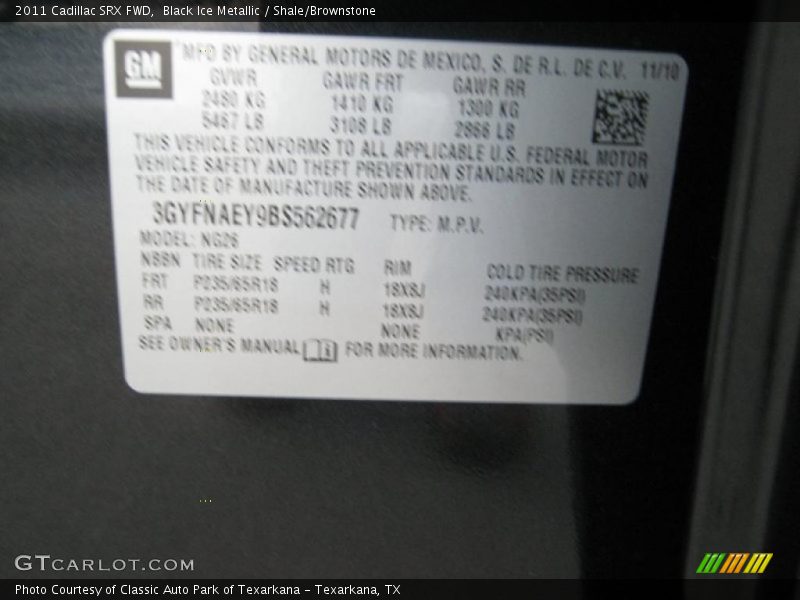 2011 Cadillac SRX FWD,  Black Ice Metallic / Shale/Brownstone
GM
MFD BY GENERAL MOTORS DE MEXICO, S. DE R.L. DE C.V. 11/10
GVWR GAWR FRT GAWR RR
2480 KG 1410 KG 1300 KG
5467 LB 3108 LB 2866 LB
THIS VEHICLE CONFORMS TO ALL APPLICABLE U.S. FEDERAL MOTOR
VEHICLE SAFETY AND THEFT PREVENTION STANDARDS IN EFFECT ON
THE DATE OF MANUFACTURE SHOWN ABOVE.
3GYFNAEY9BS562677 TYPE: M.P.V.
MODEL: NG26
N88N TIRE SIZE SPEED RTG RIM COLD TIRE PRESSURE
FRT P235/65R18 H 18X8J 240KPA(35PSI)
RR P235/65R18 H 18X8J 240KPA(35PSI)
SPA NONE NONE KPA(PSI)
SEE OWNER'S MANUAL FOR MORE INFORMATION.
GTCARLOT.COM
Photo Courtesy of Classic Auto Park of Texarkana – Texarkana, TX